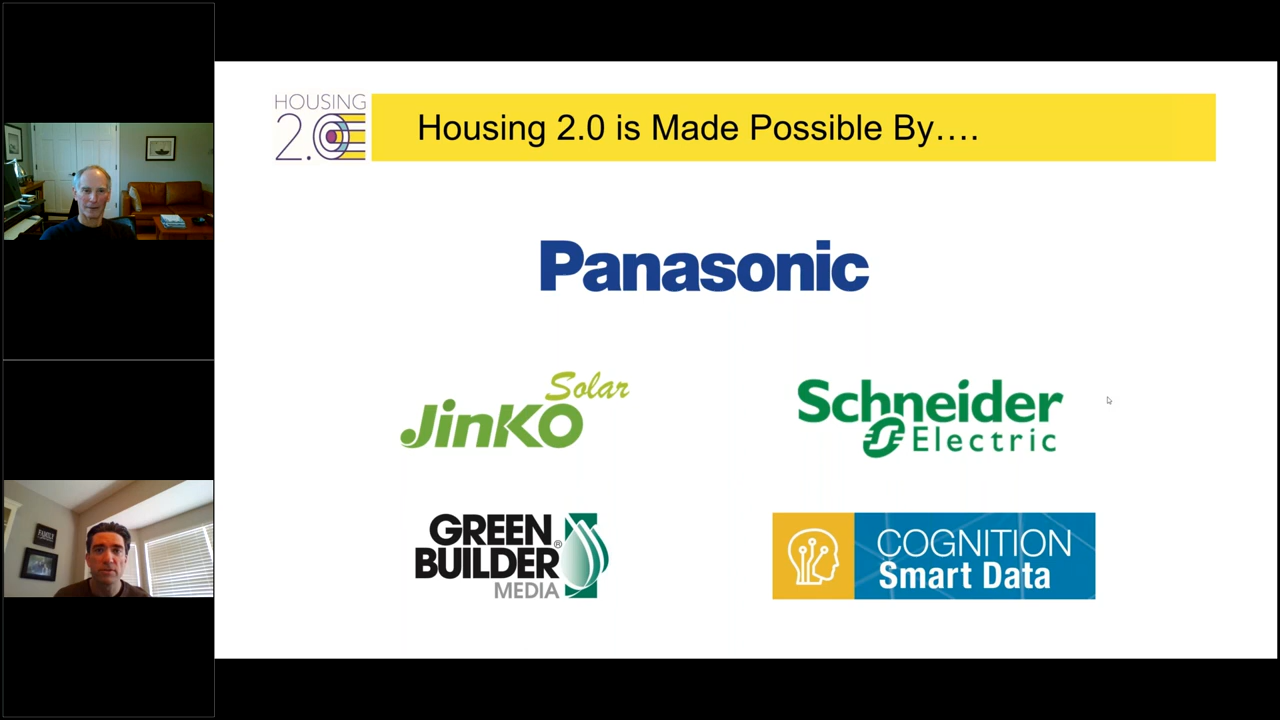 HOUSING
2.0
Housing 2.0 is Made Possible By….
Panasonic
Solar
JinKO
Schneider
Electric
GREEN
BUILDER®
MEDIA
COGNITION
Smart Data
FAMILY